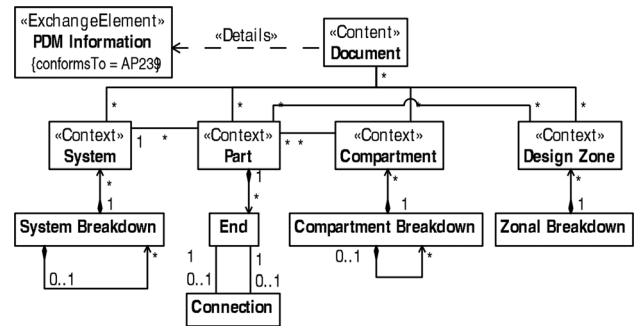 «ExchangeElement»
PDM Information
{conformsTo = AP239}
«Details»
«Content»
Document
*
* * * * * *
«Context»
System
1 *
«Context»
Part
* *
«Context»
Compartment
«Context»
Design Zone
* 1 * *
1 * 1 1
System Breakdown
End
Compartment Breakdown
Zonal Breakdown
* 1 1 *
0..1 0..1 0..1 0..1
Connection